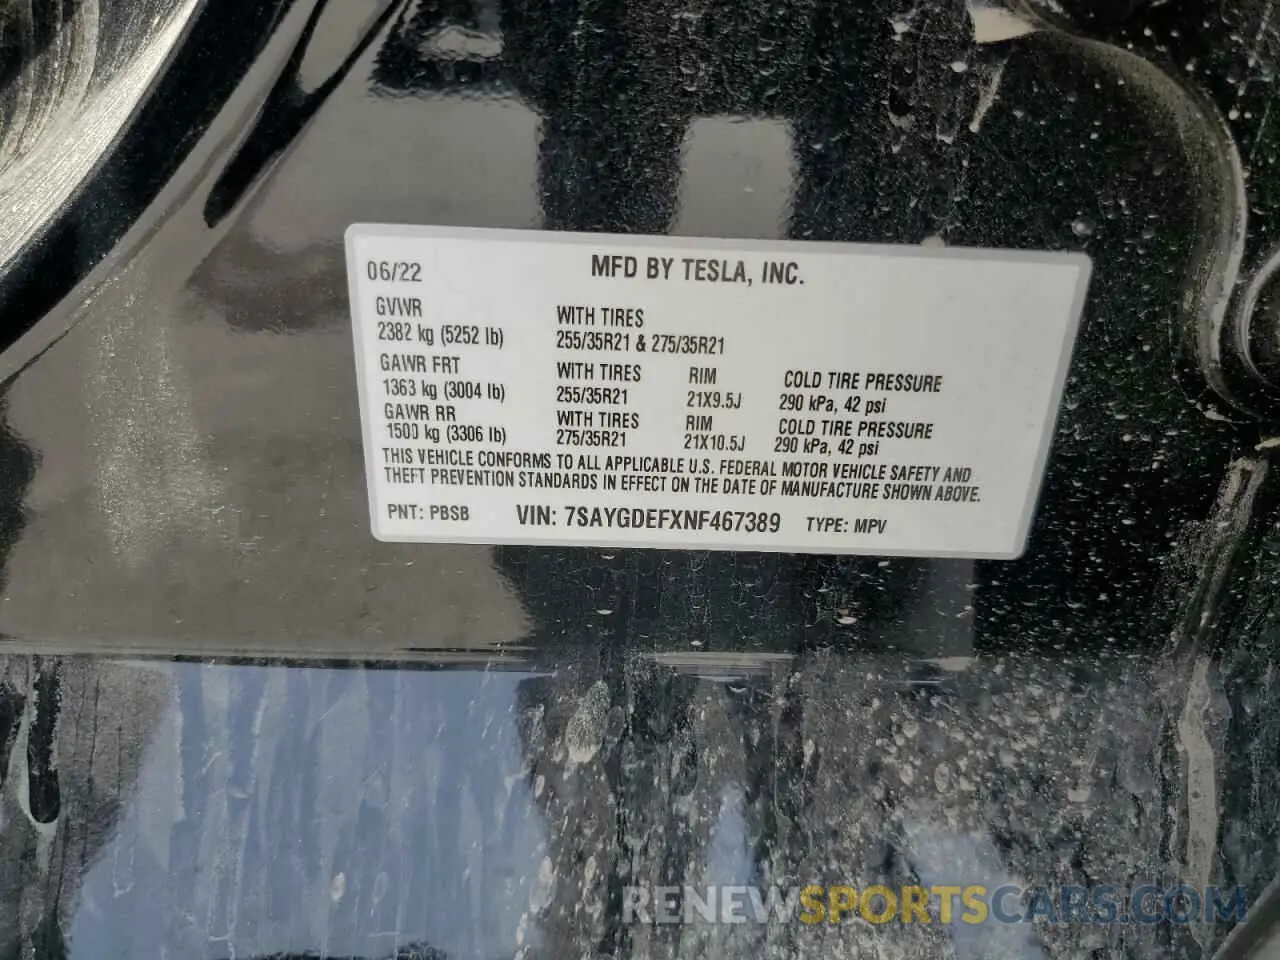 06/22 MFD BY TESLA, INC.
GVWR WITH TIRES
2382 kg (5252 lb) 255/35R21 & 275/35R21
GAWR FRT WITH TIRES RIM COLD TIRE PRESSURE
1363 kg (3004 lb) 255/35R21 21X9.5J 290 kPa, 42 psi
GAWR RR WITH TIRES RIM COLD TIRE PRESSURE
1500 kg (3306 lb) 275/35R21 21X10.5J 290 kPa, 42 psi
THIS VEHICLE CONFORMS TO ALL APPLICABLE U.S. FEDERAL MOTOR VEHICLE SAFETY AND
THEFT PREVENTION STANDARDS IN EFFECT ON THE DATE OF MANUFACTURE SHOWN ABOVE.
PNT: PBSB VIN: 7SAYGDEFXNF467389 TYPE: MPV
RENEWSPORTSCARS.COM